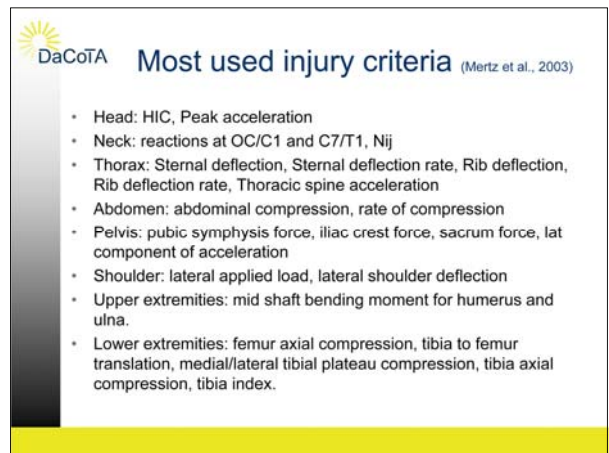 DaCoTA
Most used injury criteria (Mertz et al., 2003)
• Head: HIC, Peak acceleration
• Neck: reactions at OC/C1 and C7/T1, Nij
• Thorax: Sternal deflection, Sternal deflection rate, Rib deflection,
Rib deflection rate, Thoracic spine acceleration
• Abdomen: abdominal compression, rate of compression
• Pelvis: pubic symphysis force, iliac crest force, sacrum force, lat
component of acceleration
• Shoulder: lateral applied load, lateral shoulder deflection
• Upper extremities: mid shaft bending moment for humerus and
ulna.
• Lower extremities: femur axial compression, tibia to femur
translation, medial/lateral tibial plateau compression, tibia axial
compression, tibia index.